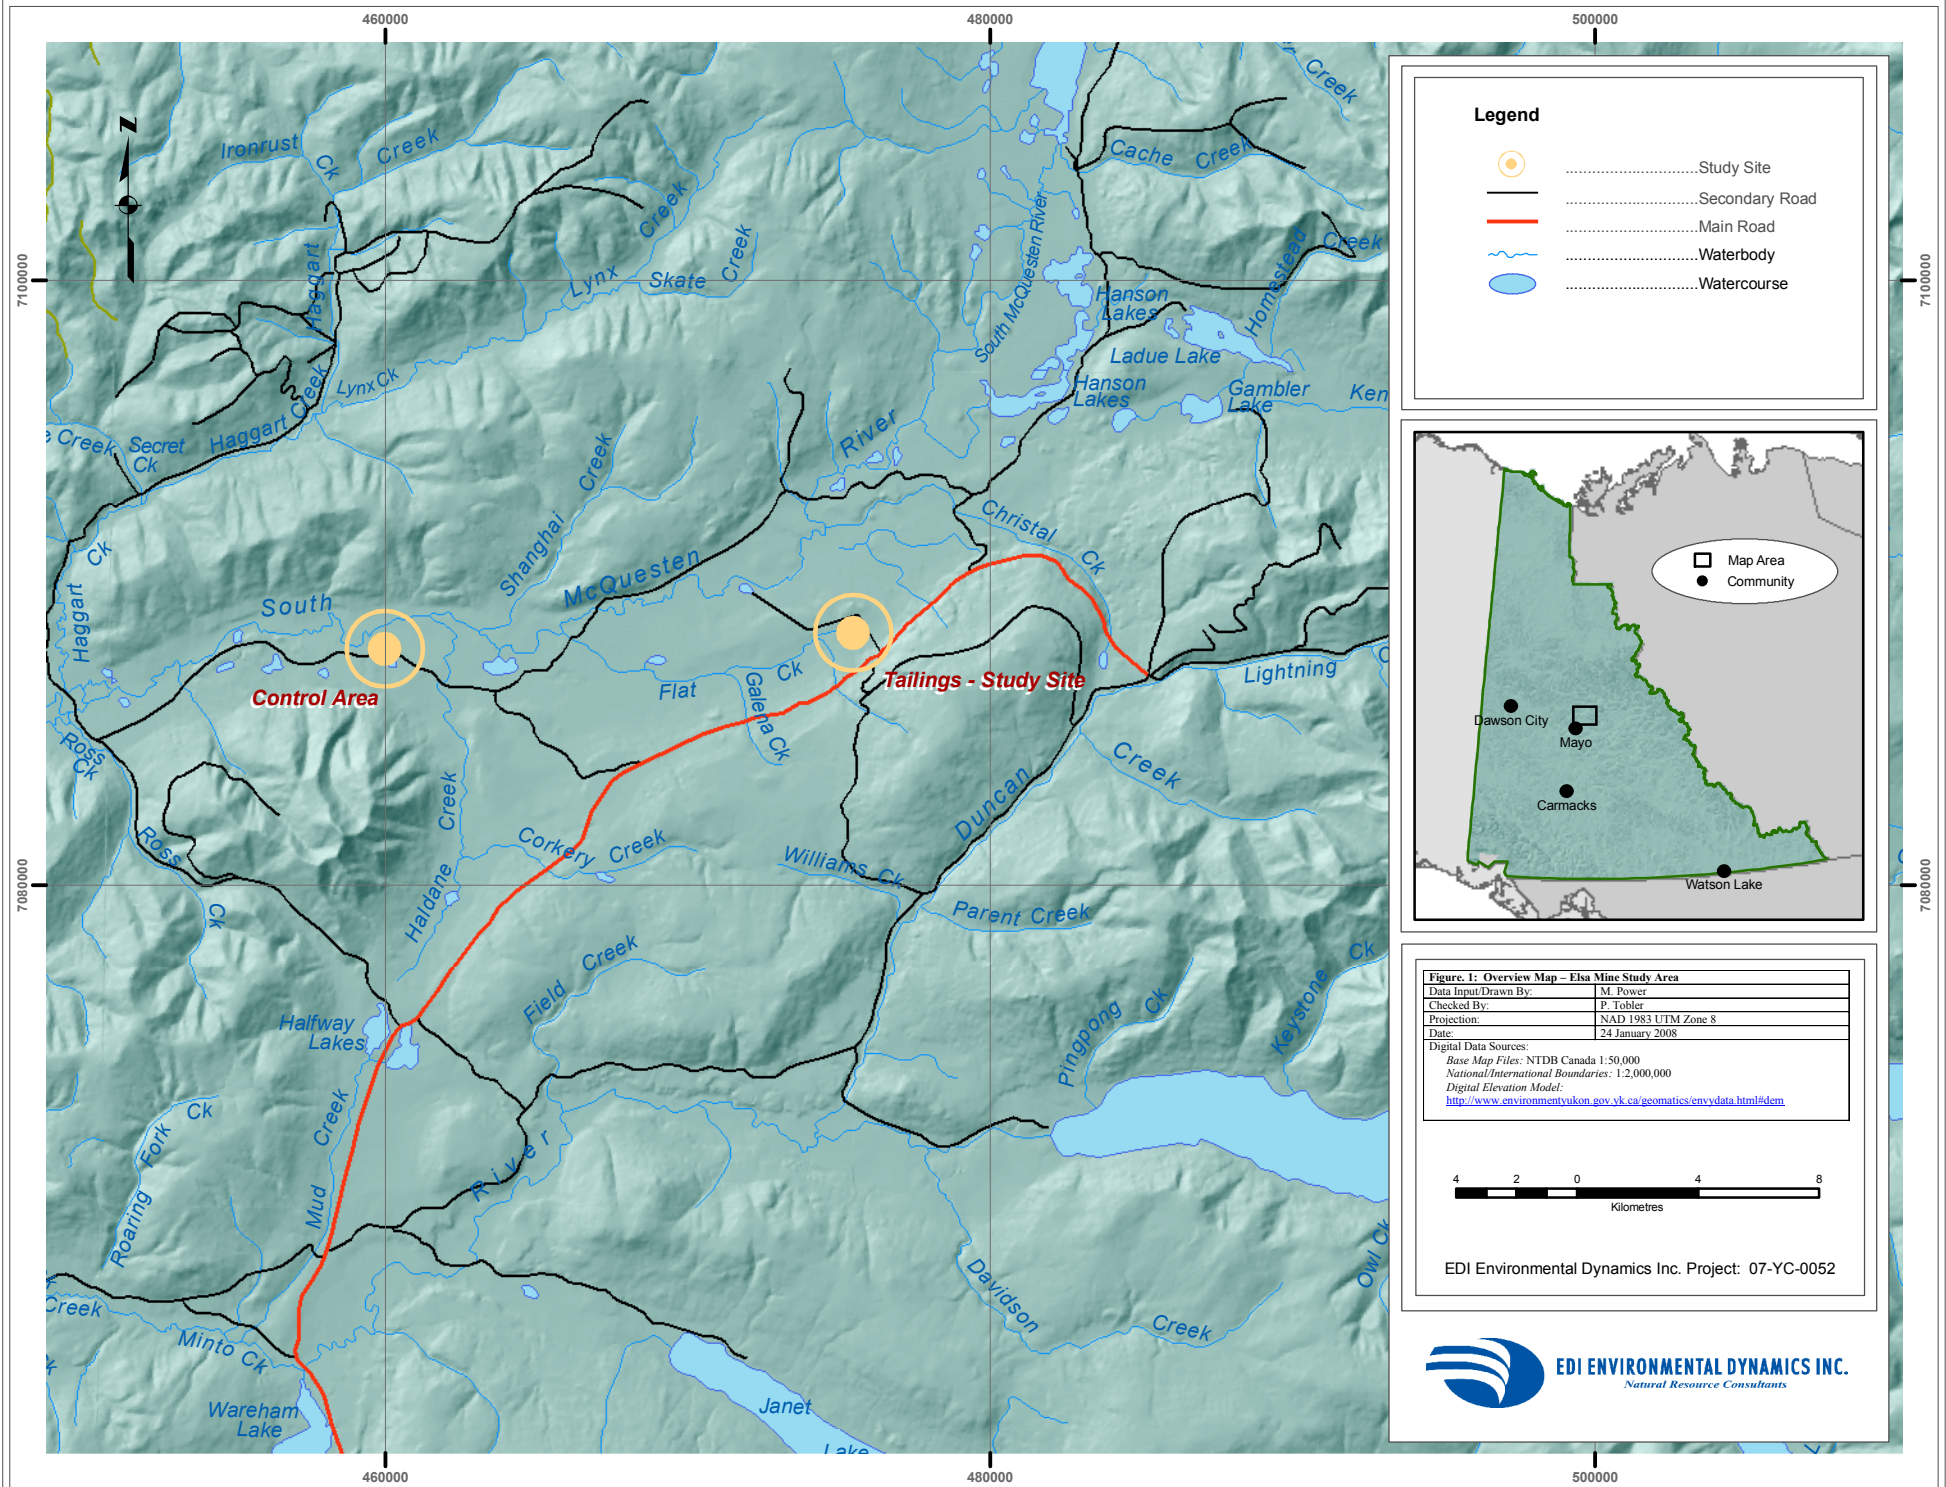 460000
480000
500000
7100000
7080000
7100000
7080000
460000
480000
500000
N
Ironrust
Ck
Creek
Haggart
Lynx
Creek
Skate
Creek
Lynx Ck
Haggart Creek
Secret
Ck
Creek
Ck
Haggart
South
McQuesten
River
Shanghai
Creek
South McQuesten River
Cache Creek
Creek
Homestead
Creek
Hanson
Lakes
Ladue Lake
Hanson
Lakes
Gambler
Lake
Ken
Christal
Ck
Control Area
Tailings - Study Site
Flat
Ck
Galena Ck
Lightning
Ross
Ck
Ross
Ck
Haldane
Creek
Corkery Creek
Williams Ck
Duncan
Creek
Parent Creek
Field
Creek
Pingpong
Ck
Keystone
Ck
Halfway
Lakes
Mud
Creek
River
Roaring
Fork
Ck
Creek
Minto Ck
Wareham
Lake
Janet
Lake
Davidson
Creek
Owl Ck
Legend
..........................Study Site
..........................Secondary Road
..........................Main Road
..........................Waterbody
..........................Watercourse
Map Area
Community
Dawson City
Mayo
Carmacks
Watson Lake
Figure. 1: Overview Map – Elsa Mine Study Area
Data Input/Drawn By: M. Power
Checked By: P. Tobler
Projection: NAD 1983 UTM Zone 8
Date: 24 January 2008
Digital Data Sources:
Base Map Files: NTDB Canada 1:50,000
National/International Boundaries: 1:2,000,000
Digital Elevation Model:
http://www.environmentyukon.gov.yk.ca/geomatics/envydata.html#dem
4 2 0 4 8
Kilometres
EDI Environmental Dynamics Inc. Project: 07-YC-0052
EDI ENVIRONMENTAL DYNAMICS INC.
Natural Resource Consultants